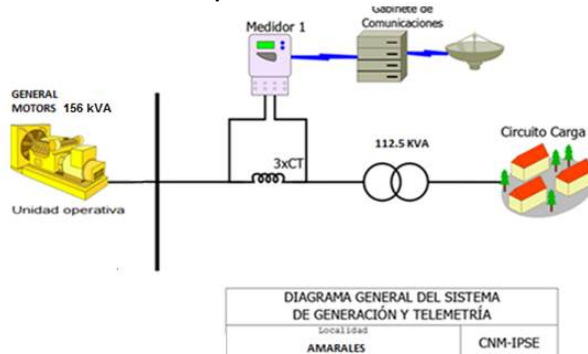 Gabinete de
Comunicaciones
Medidor 1
GENERAL
MOTORS 156 kVA
Unidad operativa
3xCT
112.5 KVA
Circuito Carga
DIAGRAMA GENERAL DEL SISTEMA
DE GENERACIÓN Y TELEMETRÍA
Localidad
AMARALES
CNM-IPSE